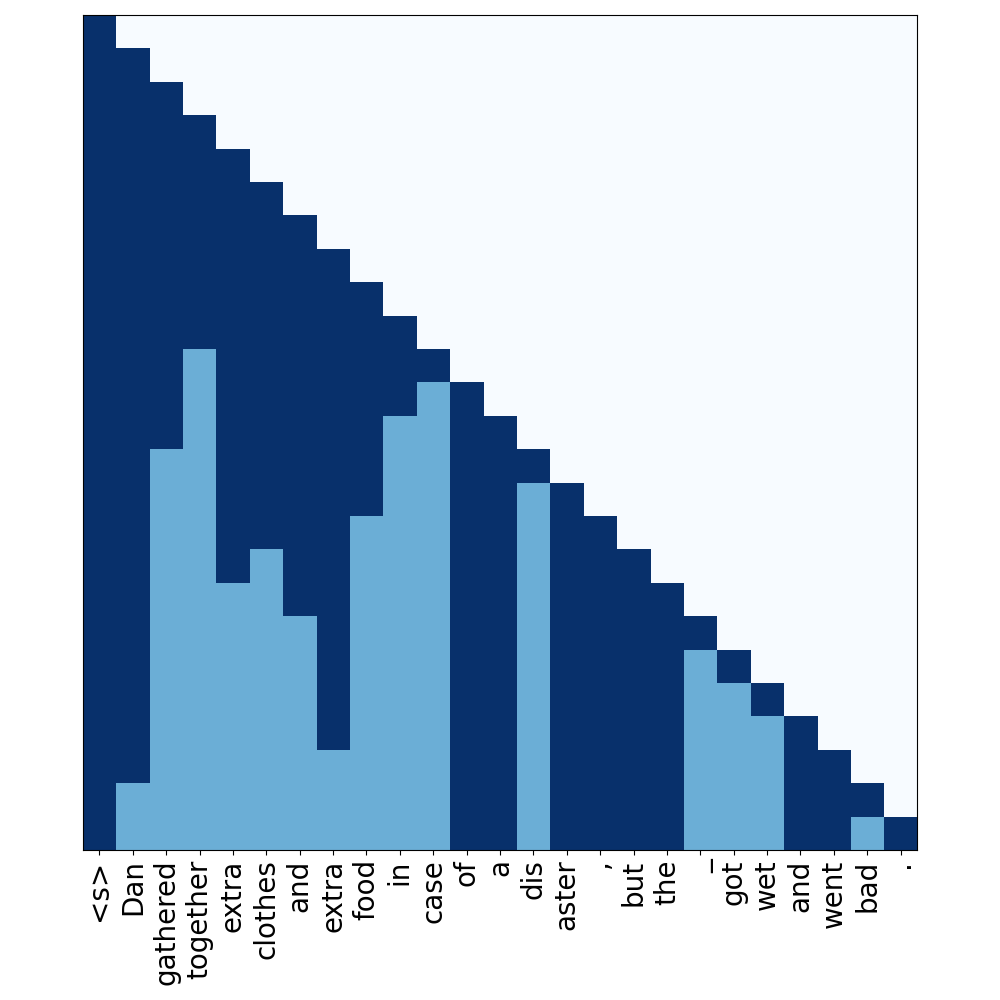 <s> Dan gathered together extra clothes and extra food in case of a dis aster , but the _ got wet and went bad .